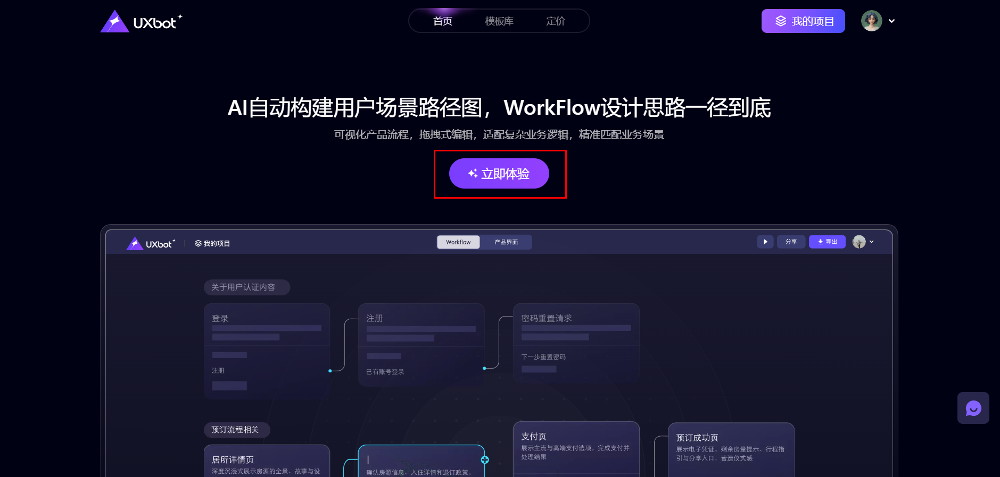 UXbot
首页
模板库
定价
我的项目
AI自动构建用户场景路径图，WorkFlow设计思路一径到底
可视化产品流程，拖拽式编辑，适配复杂业务逻辑，精准匹配业务场景
立即体验
UXbot
我的项目
Workflow
产品界面
分享
导出
关于用户认证内容
登录
注册
注册
已有账号登录
密码重置请求
下一步重置密码
预订流程相关
居所详情页
深度沉浸式展示房源的全景、故事与设
确认房源信息、入住详情和退订政策，
支付页
展示主流与高端支付选项，完成支付并
处理结果
预订成功页
展示电子凭证、剩余房量提示、行程指
引与分享入口，营造仪式感